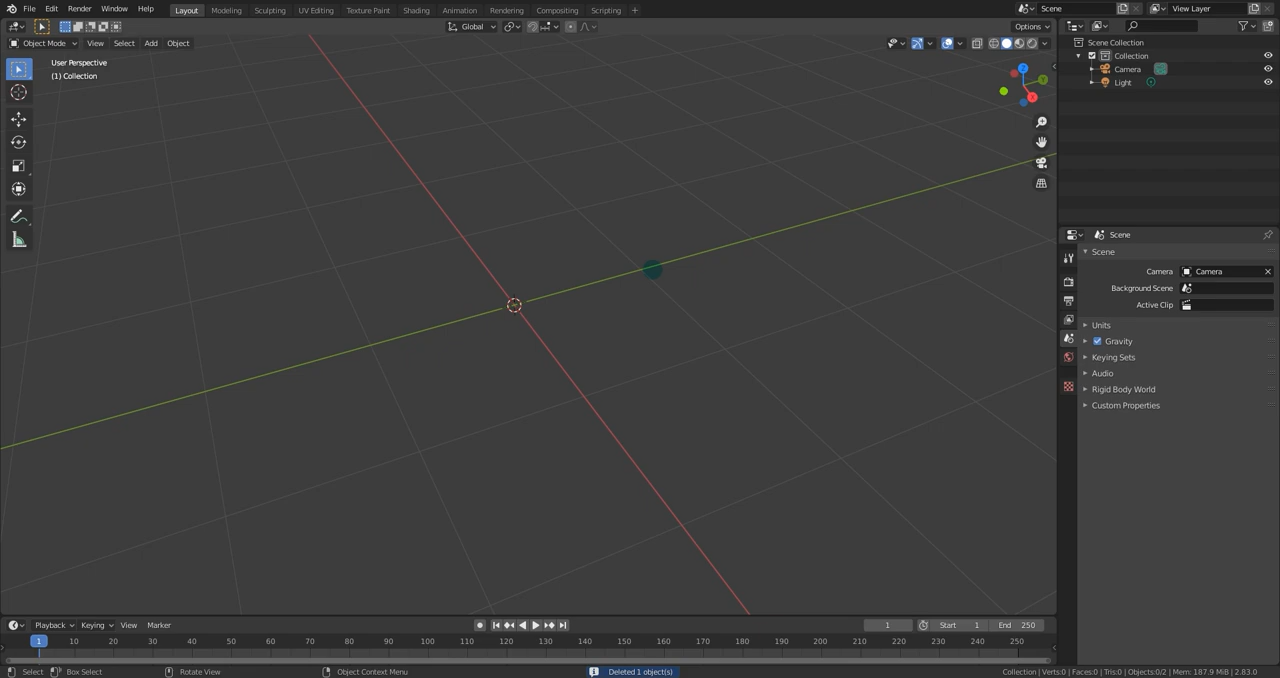 File Edit Render Window Help Layout Modeling Sculpting UV Editing Texture Paint Shading Animation Rendering Compositing Scripting + Scene View Layer
Global Options
Object Mode View Select Add Object
User Perspective
(1) Collection
Scene Collection
Collection
Camera
Light
Scene
Scene
Camera Camera
Background Scene
Active Clip
Units
Gravity
Keying Sets
Audio
Rigid Body World
Custom Properties
Playback Keying View Marker 1 Start 1 End 250
1 10 20 30 40 50 60 70 80 90 100 110 120 130 140 150 160 170 180 190 200 210 220 230 240 250
Select Box Select Rotate View Object Context Menu Deleted 1 object(s) Collection | Verts:0 | Faces:0 | Tris:0 | Objects:0/2 | Mem: 187.9 MiB | 2.83.0